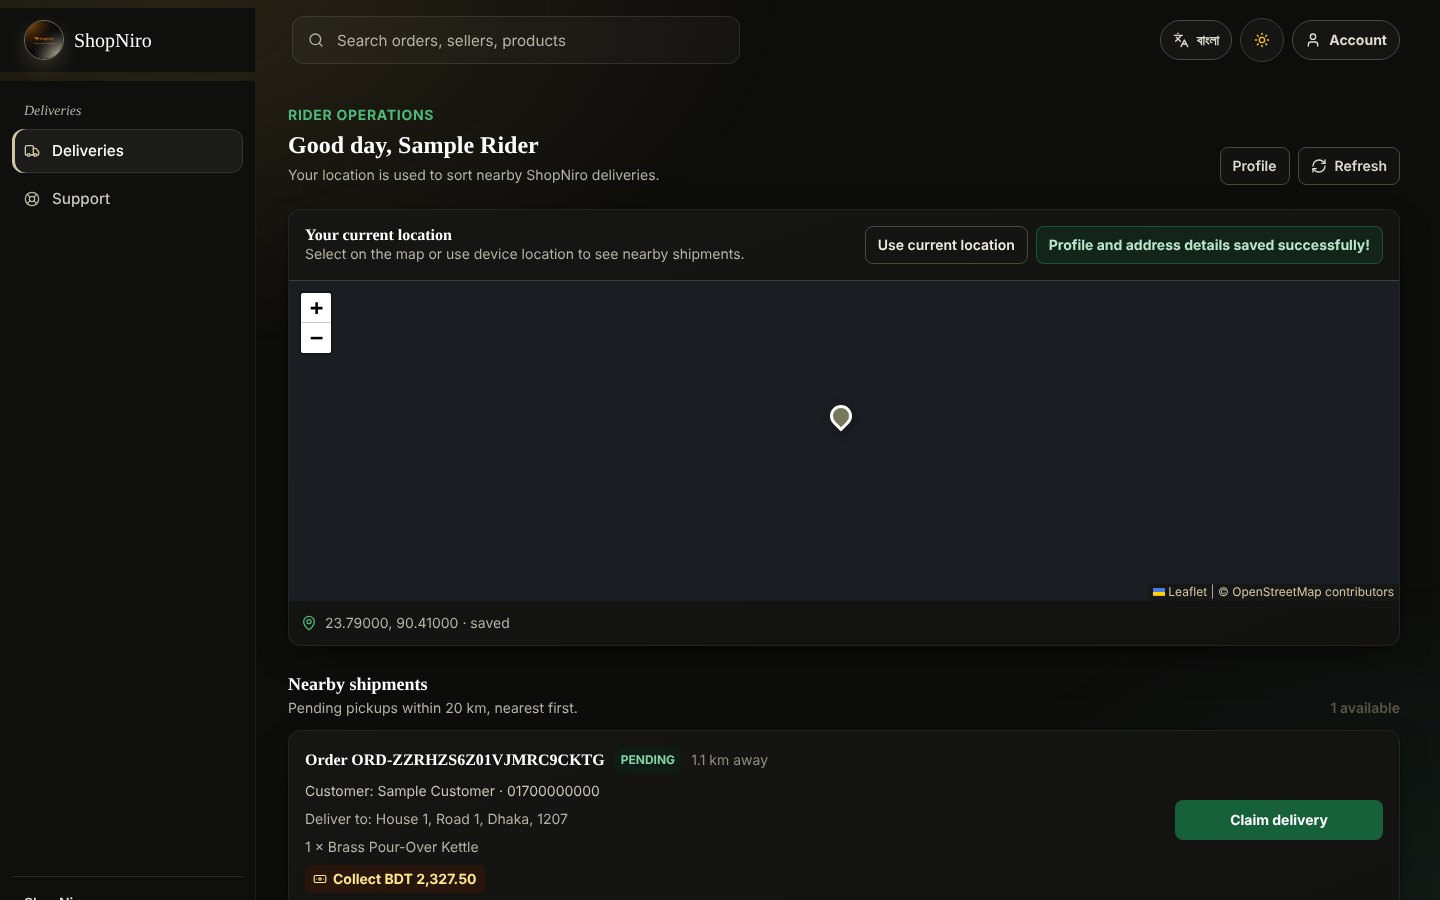 ShopNiro
Search orders, sellers, products
বাংলা
Account
Deliveries
Deliveries
Support
RIDER OPERATIONS
Good day, Sample Rider
Your location is used to sort nearby ShopNiro deliveries.
Profile
Refresh
Your current location
Select on the map or use device location to see nearby shipments.
Use current location
Profile and address details saved successfully!
+
−
Leaflet | © OpenStreetMap contributors
23.79000, 90.41000 · saved
Nearby shipments
Pending pickups within 20 km, nearest first.
1 available
Order ORD-ZZRHZS6Z01VJMRC9CKTG PENDING 1.1 km away
Customer: Sample Customer · 01700000000
Deliver to: House 1, Road 1, Dhaka, 1207
1 × Brass Pour-Over Kettle
Collect BDT 2,327.50
Claim delivery